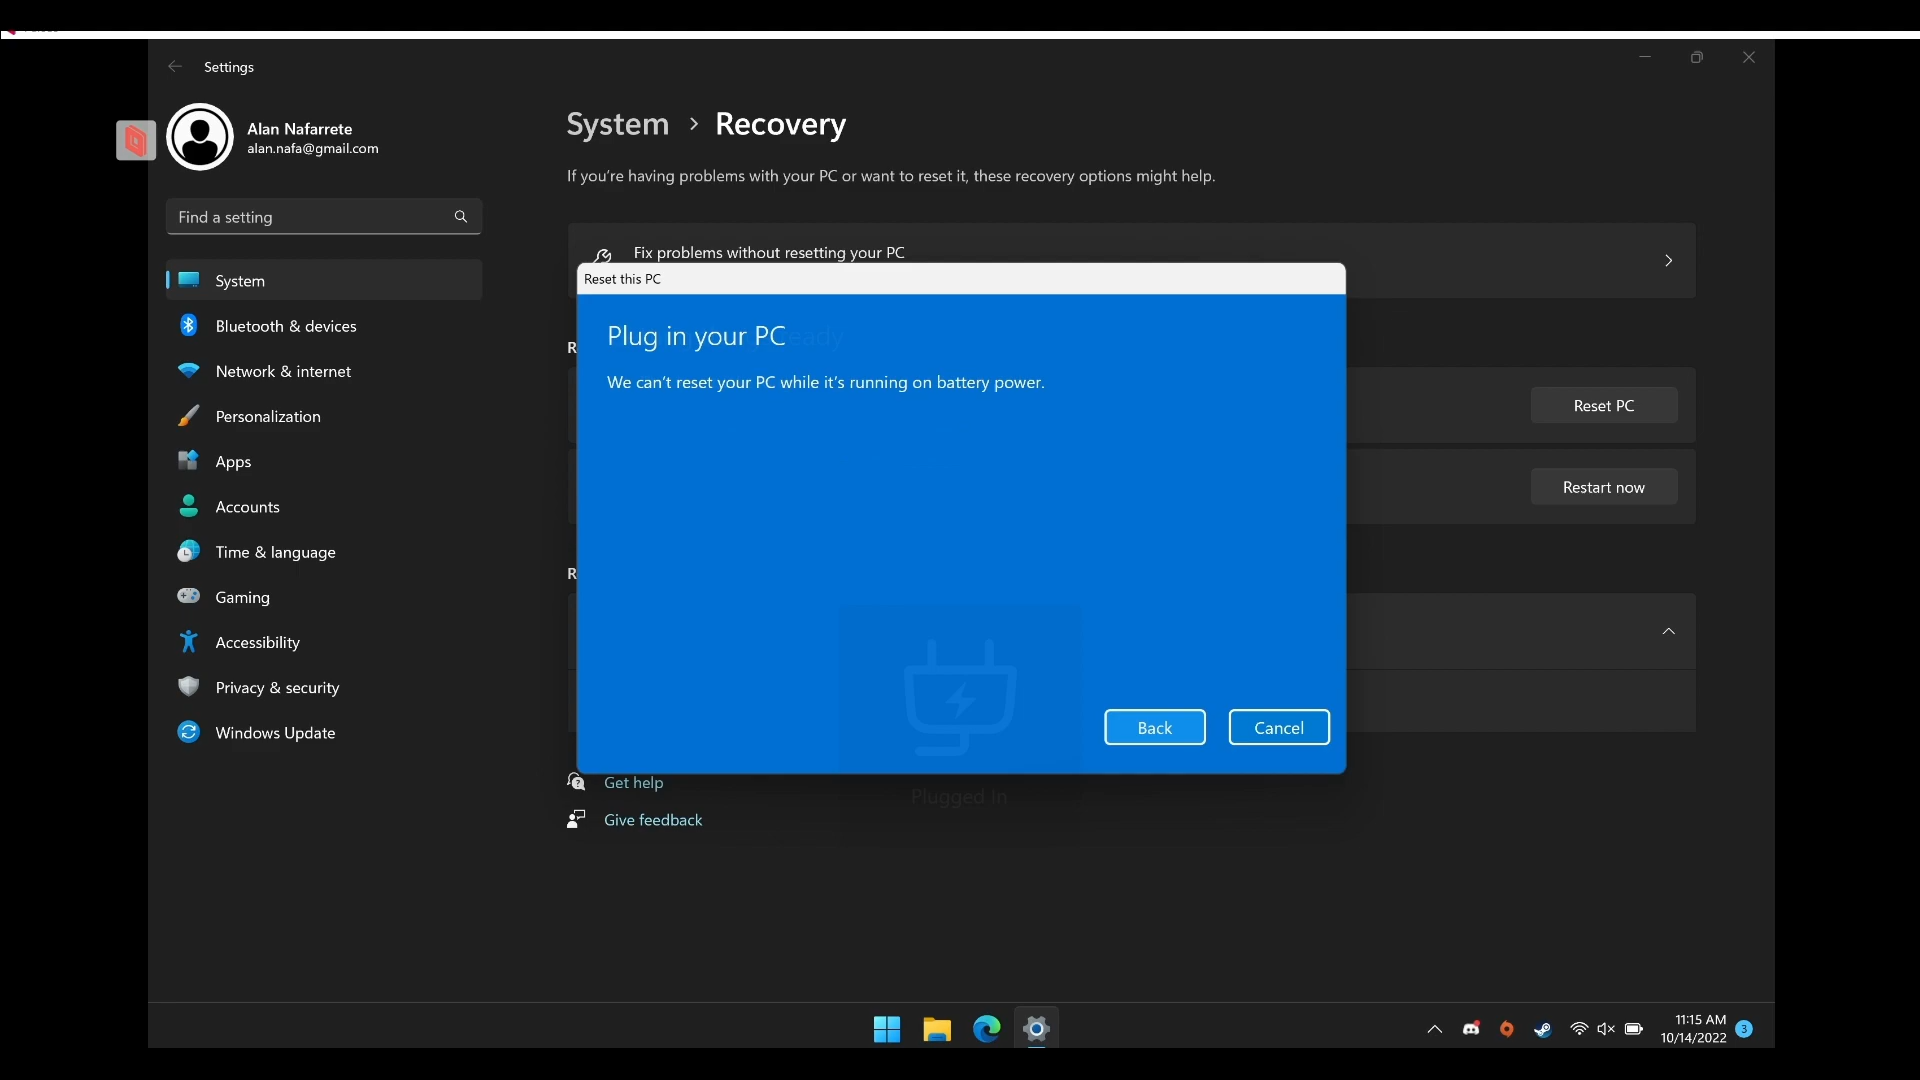 Settings
Alan Nafarrete
alan.nafa@gmail.com
Find a setting
System
Bluetooth & devices
Network & internet
Personalization
Apps
Accounts
Time & language
Gaming
Accessibility
Privacy & security
Windows Update
System > Recovery
If you're having problems with your PC or want to reset it, these recovery options might help.
Fix problems without resetting your PC
Reset this PC
Plug in your PC
We can't reset your PC while it's running on battery power.
Back
Cancel
R
Reset PC
Restart now
R
Plugged In
Get help
Give feedback
11:15 AM
10/14/2022
3